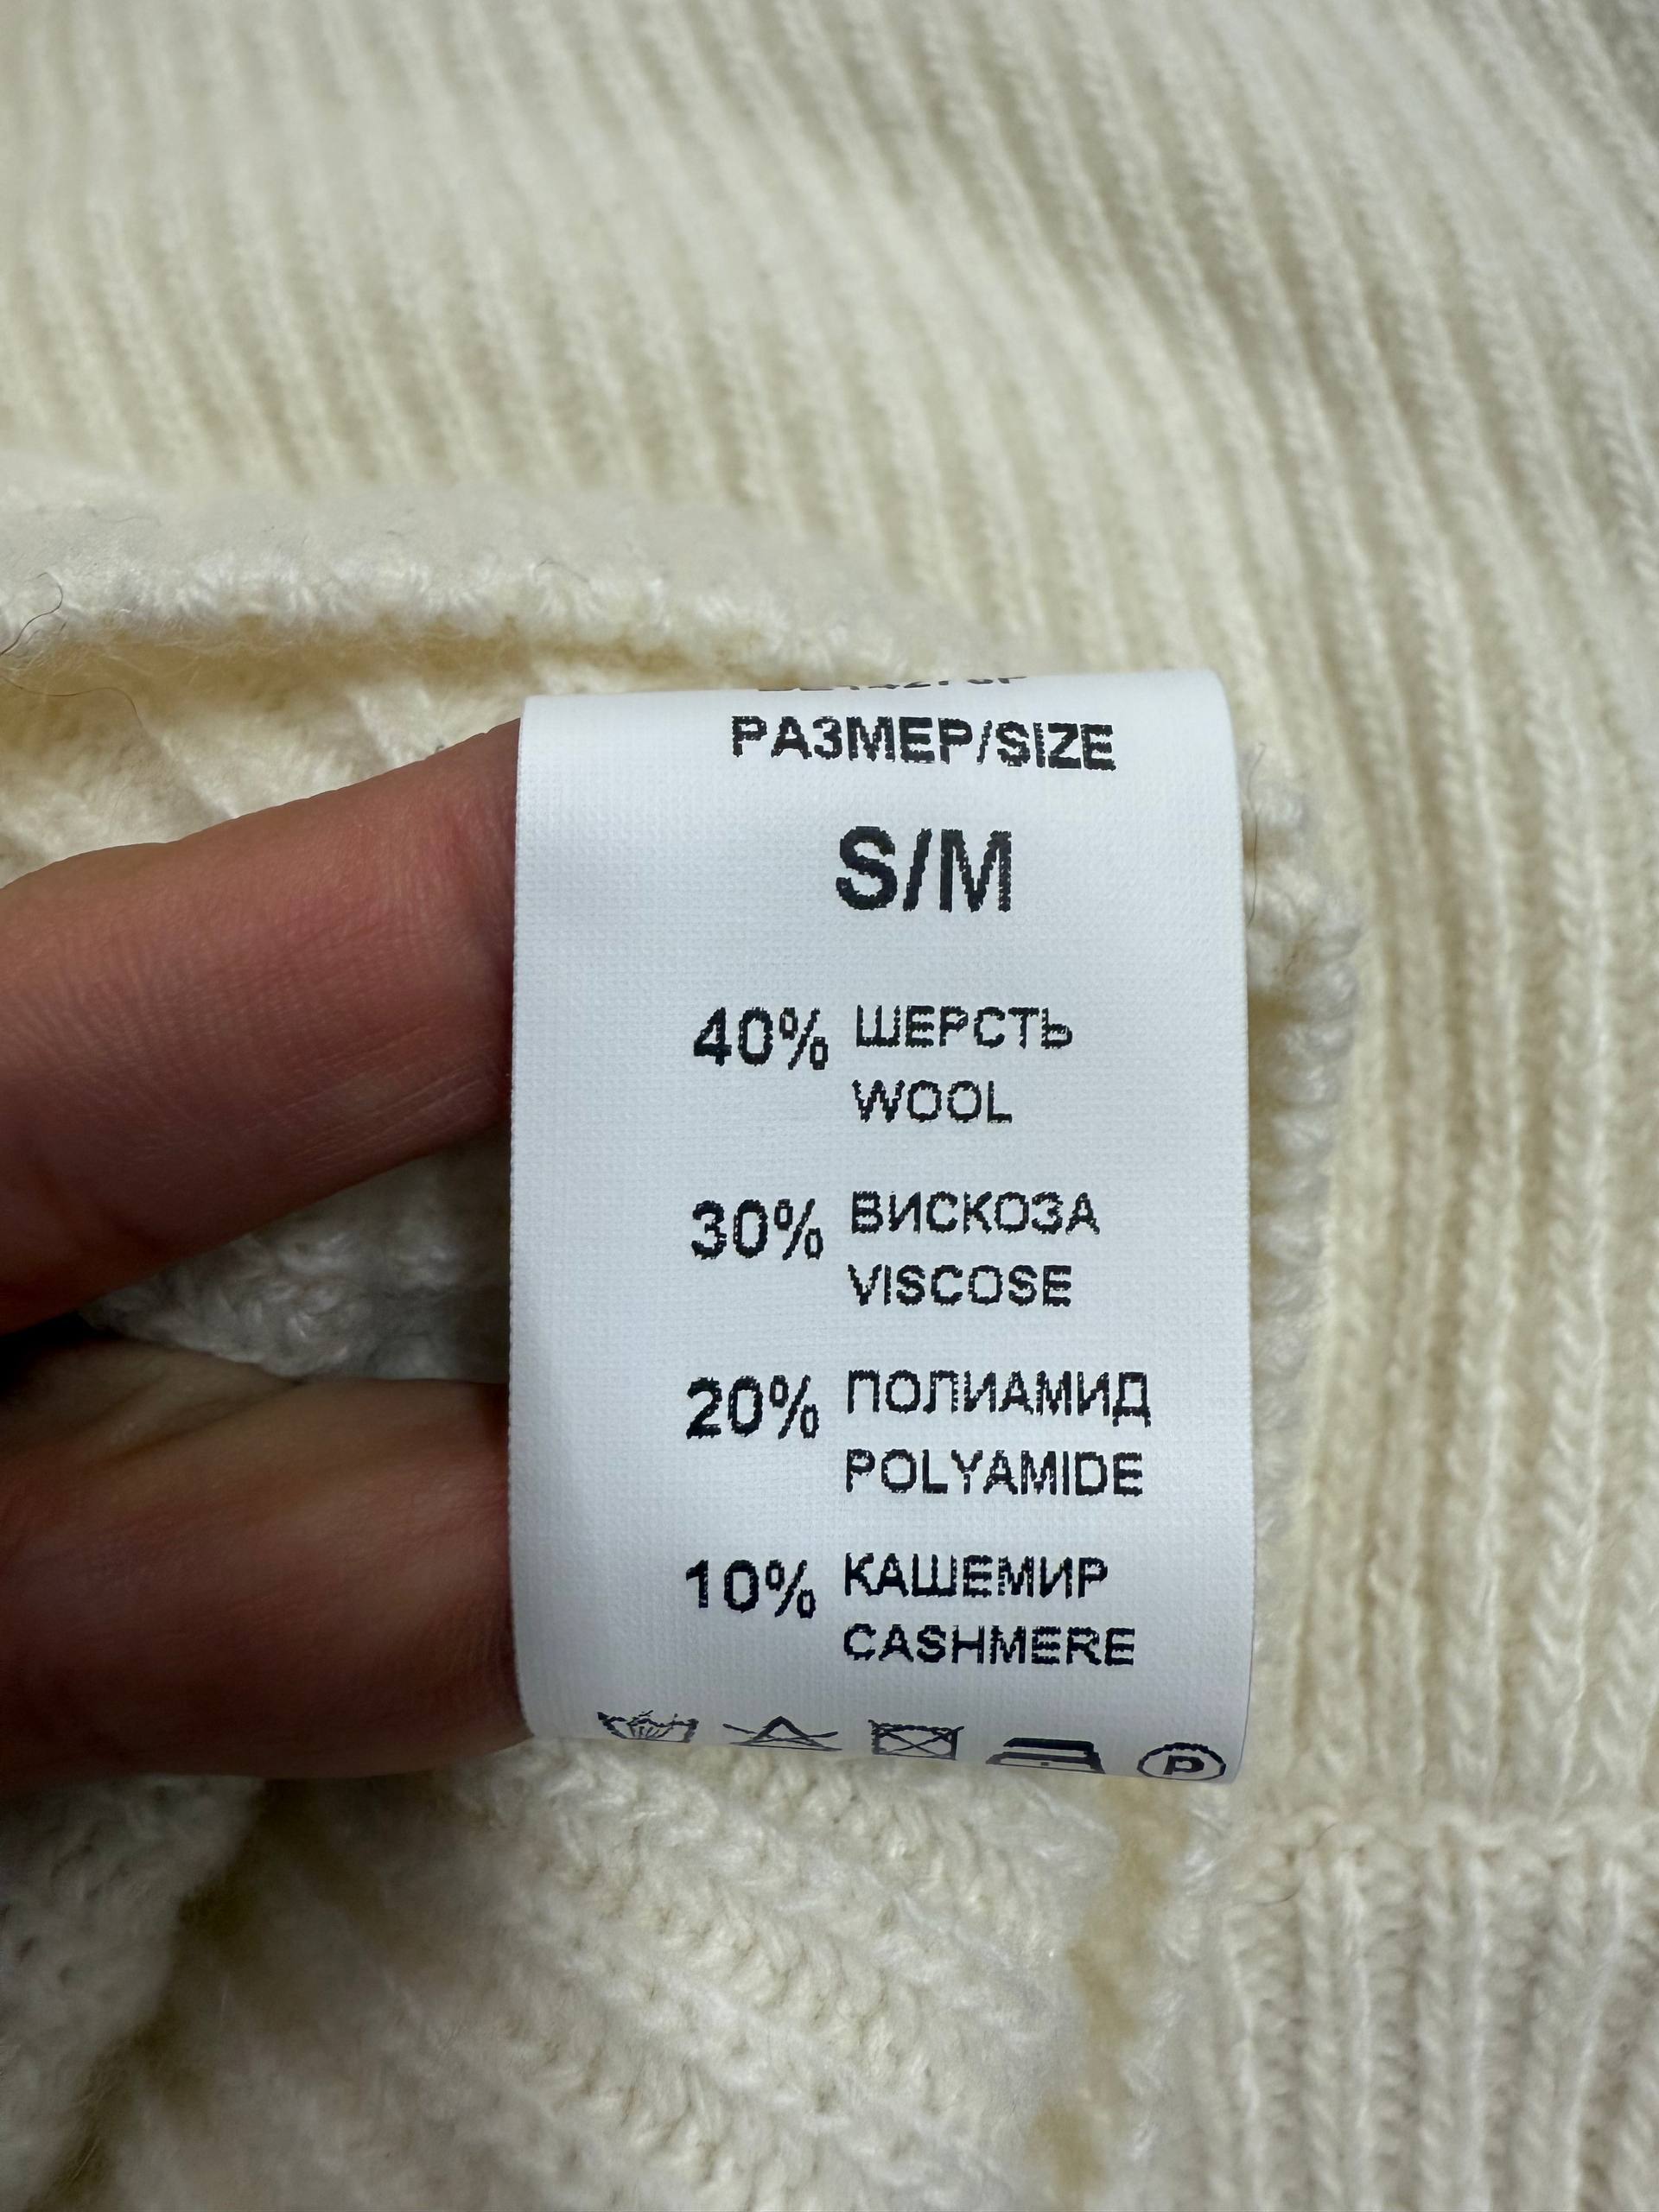 РАЗМЕР/SIZE
S/M
40% ШЕРСТЬ
WOOL
30% ВИСКОЗА
VISCOSE
20% ПОЛИАМИД
POLYAMIDE
10% КАШЕМИР
CASHMERE
P